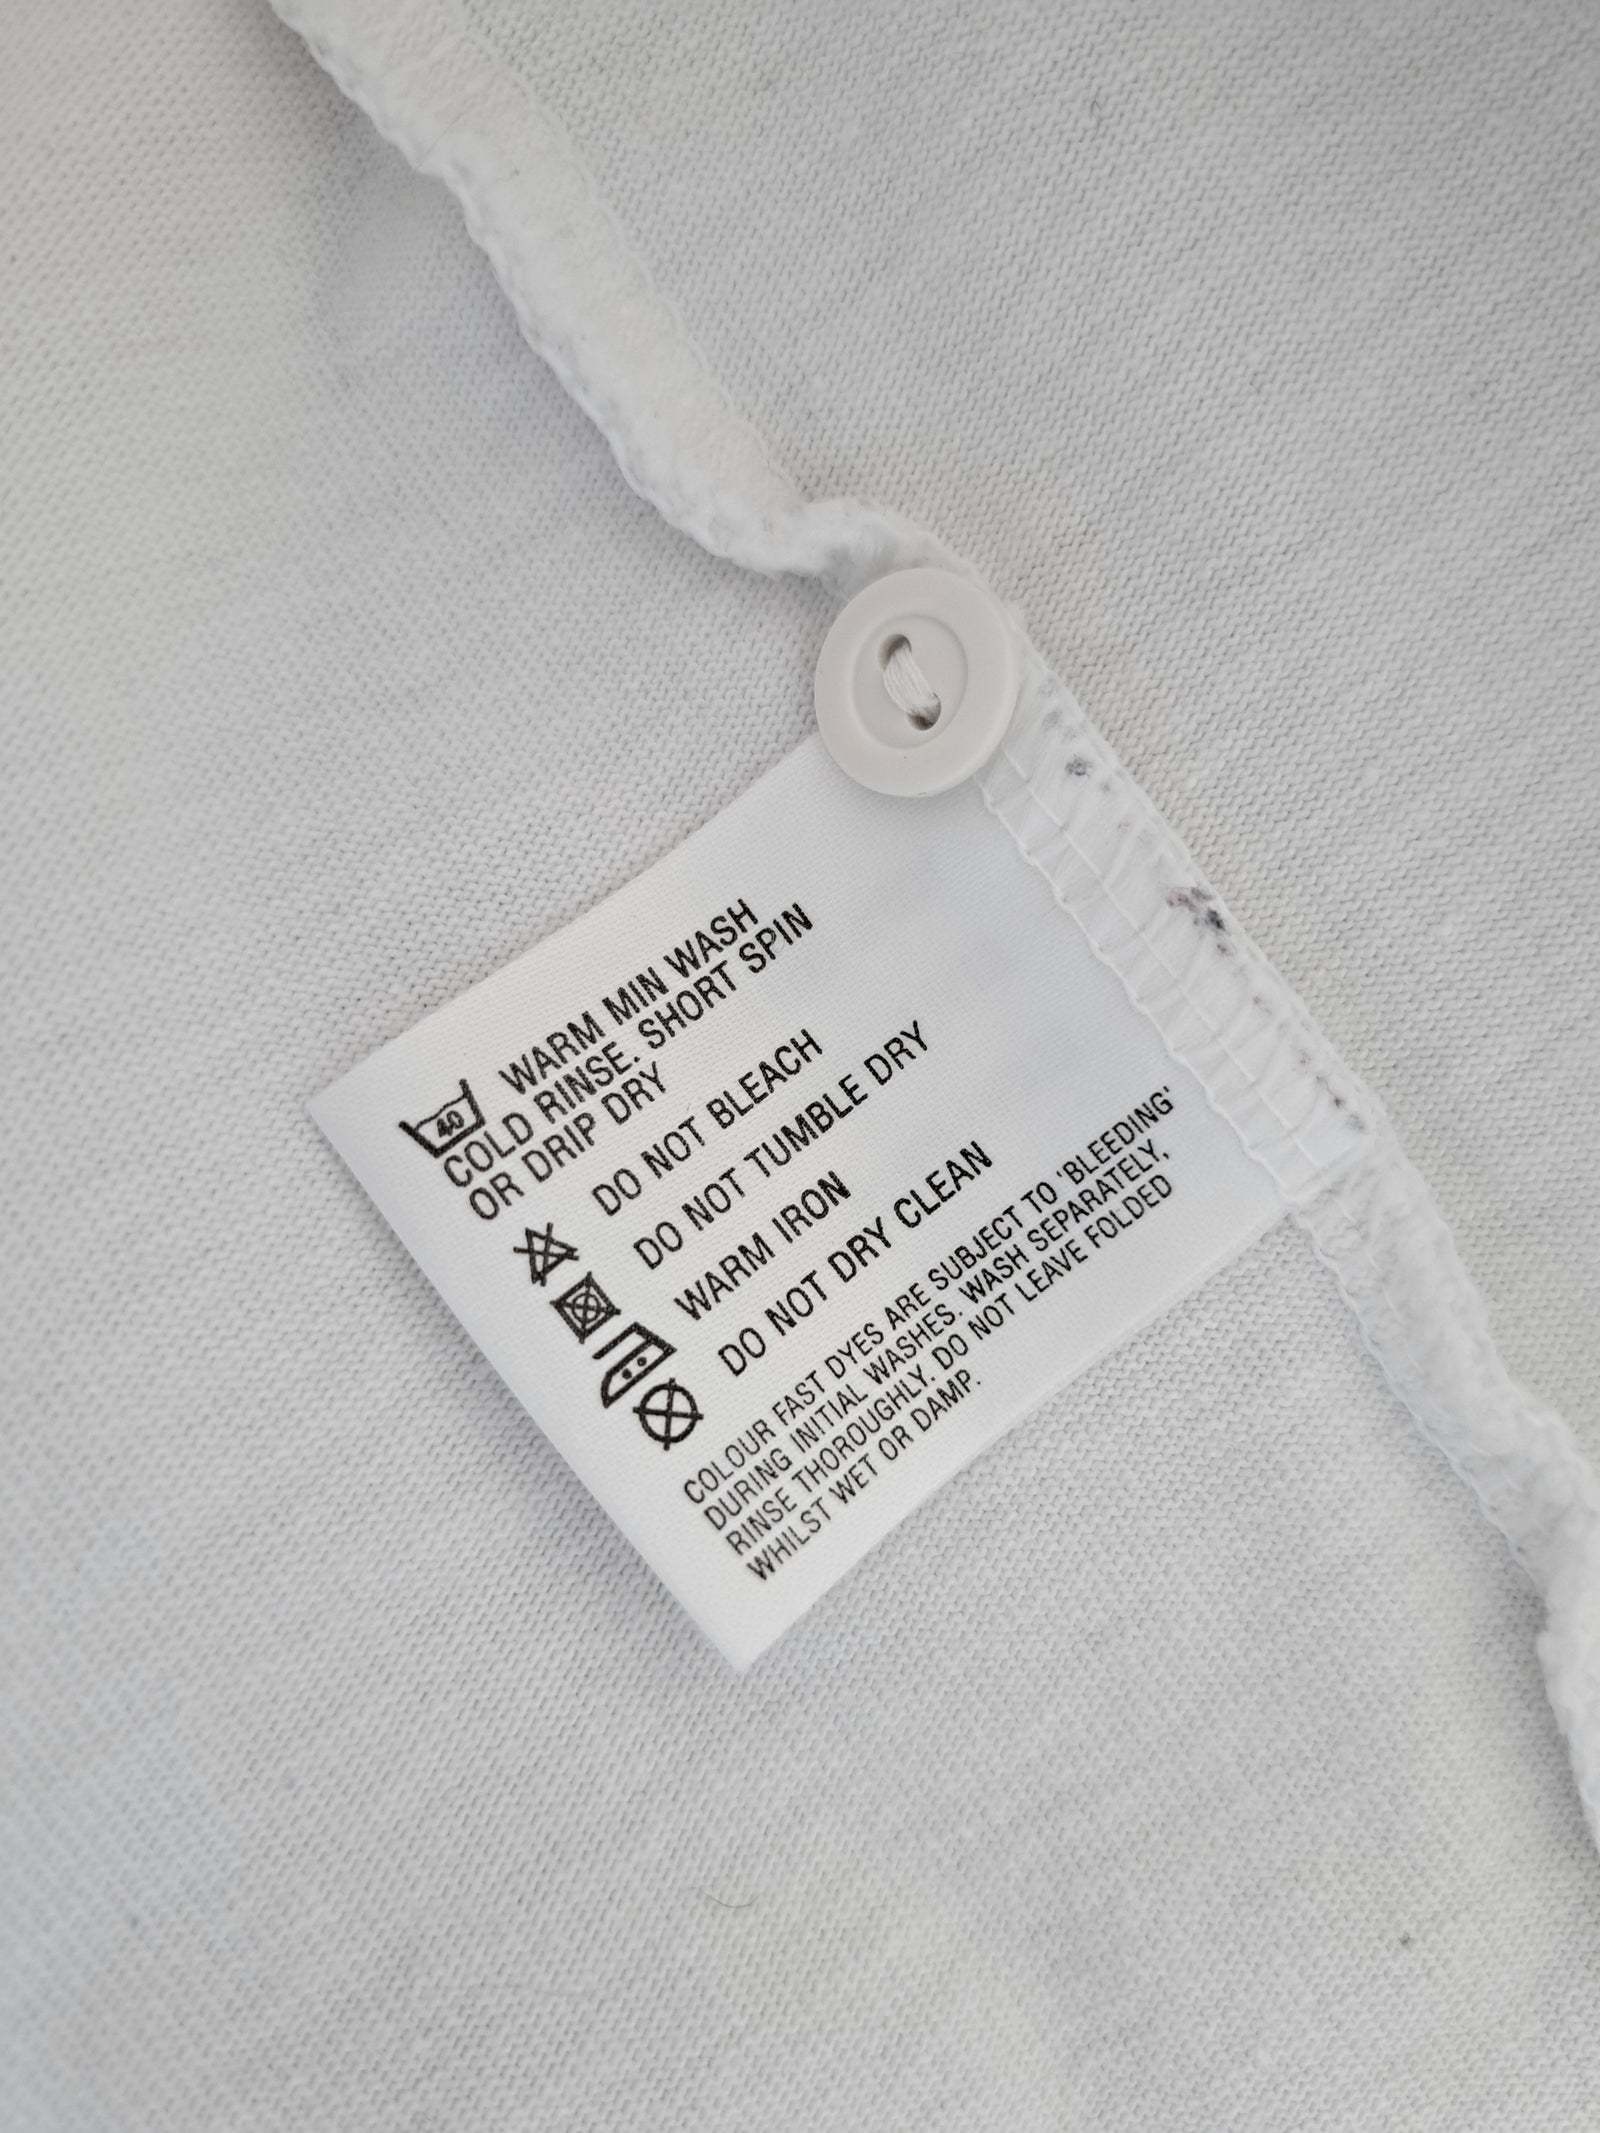 40 WARM MIN WASH
COLD RINSE. SHORT SPIN
OR DRIP DRY
DO NOT BLEACH
DO NOT TUMBLE DRY
WARM IRON
DO NOT DRY CLEAN
COLOUR FAST DYES ARE SUBJECT TO 'BLEEDING'
DURING INITIAL WASHES. WASH SEPARATELY,
RINSE THOROUGHLY. DO NOT LEAVE FOLDED
WHILST WET OR DAMP.